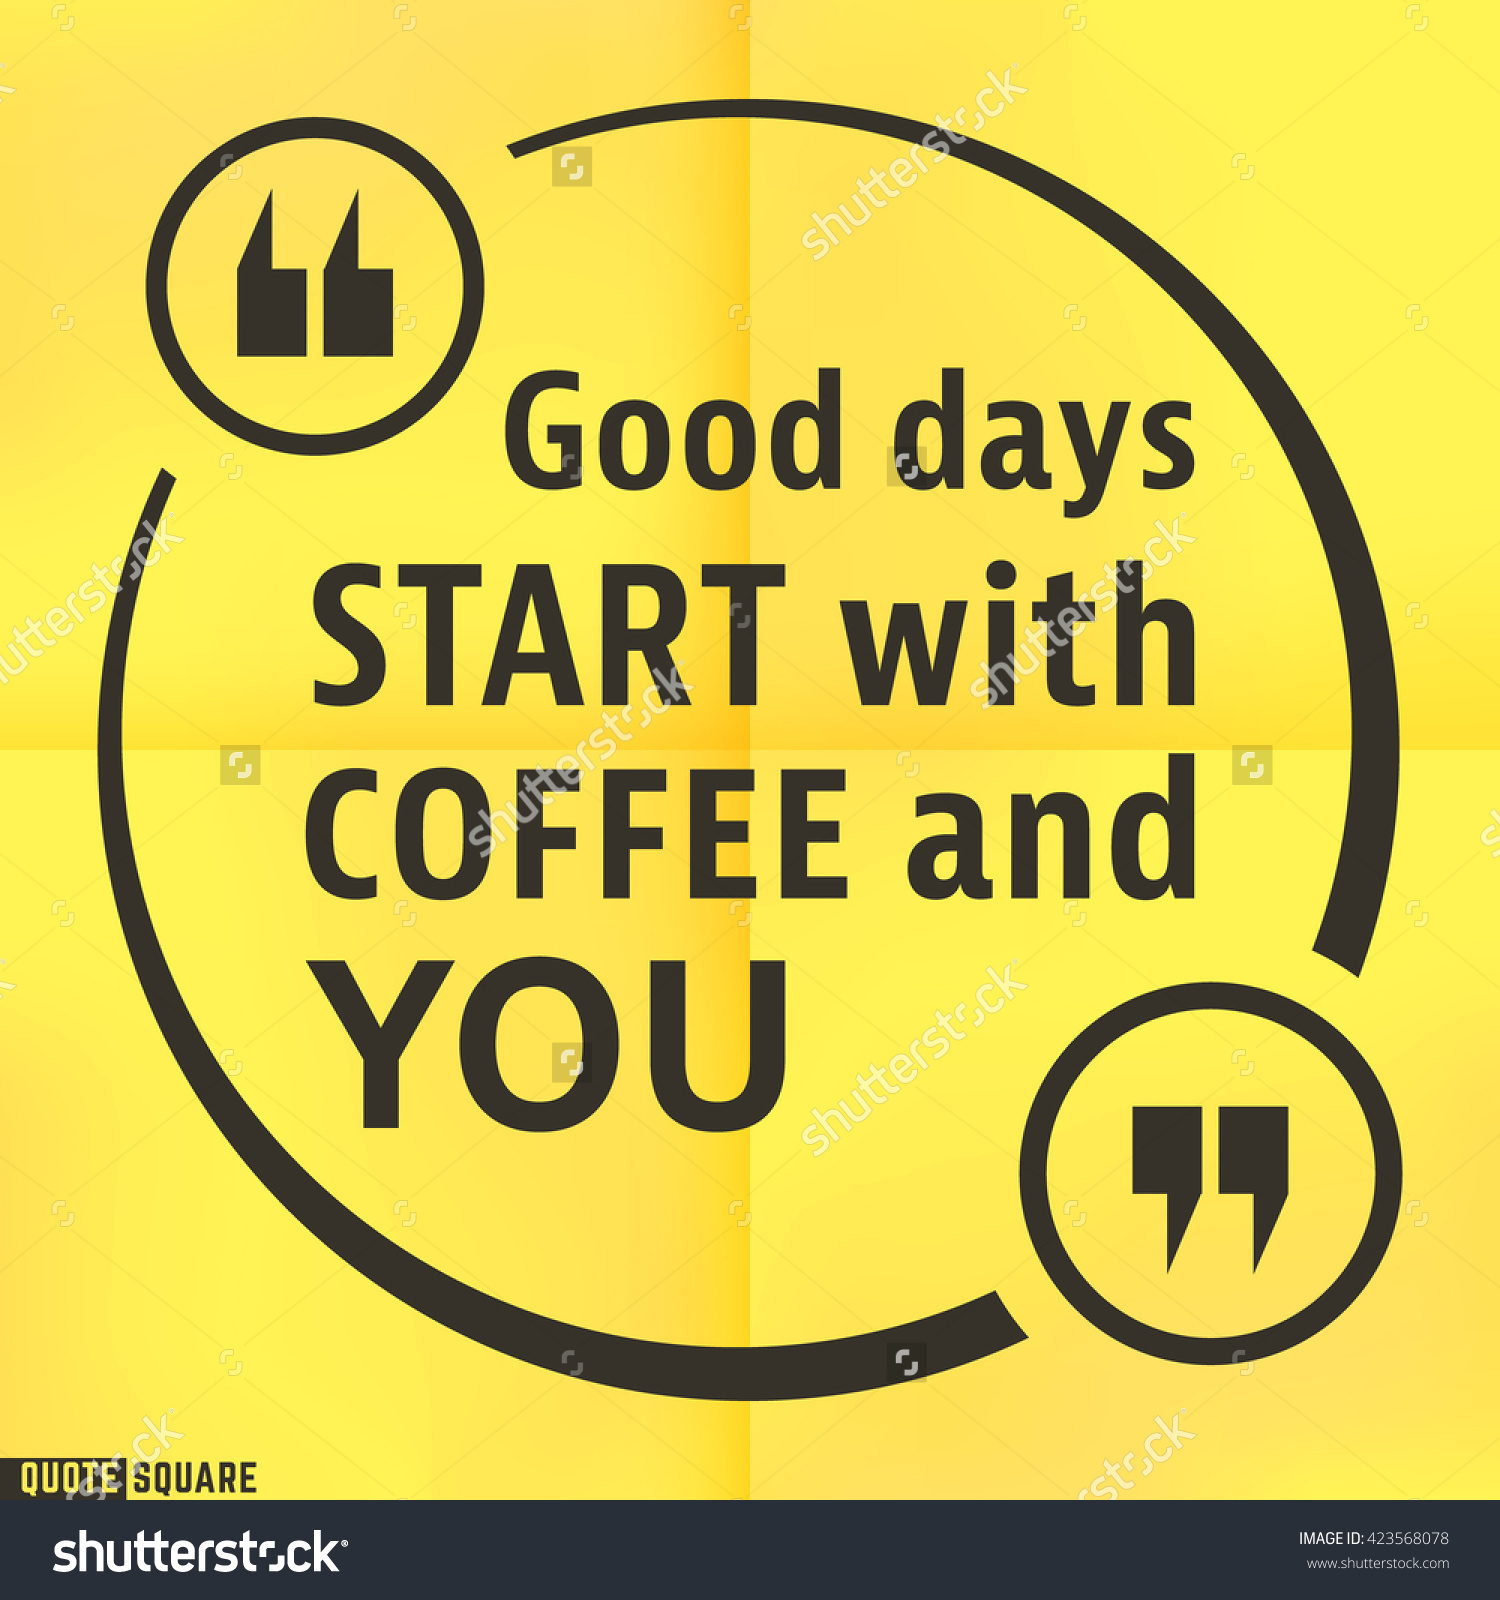 “
Good days
START with
COFFEE and
YOU
”
QUOTE SQUARE
shutterstock
IMAGE ID: 423568078
www.shutterstock.com